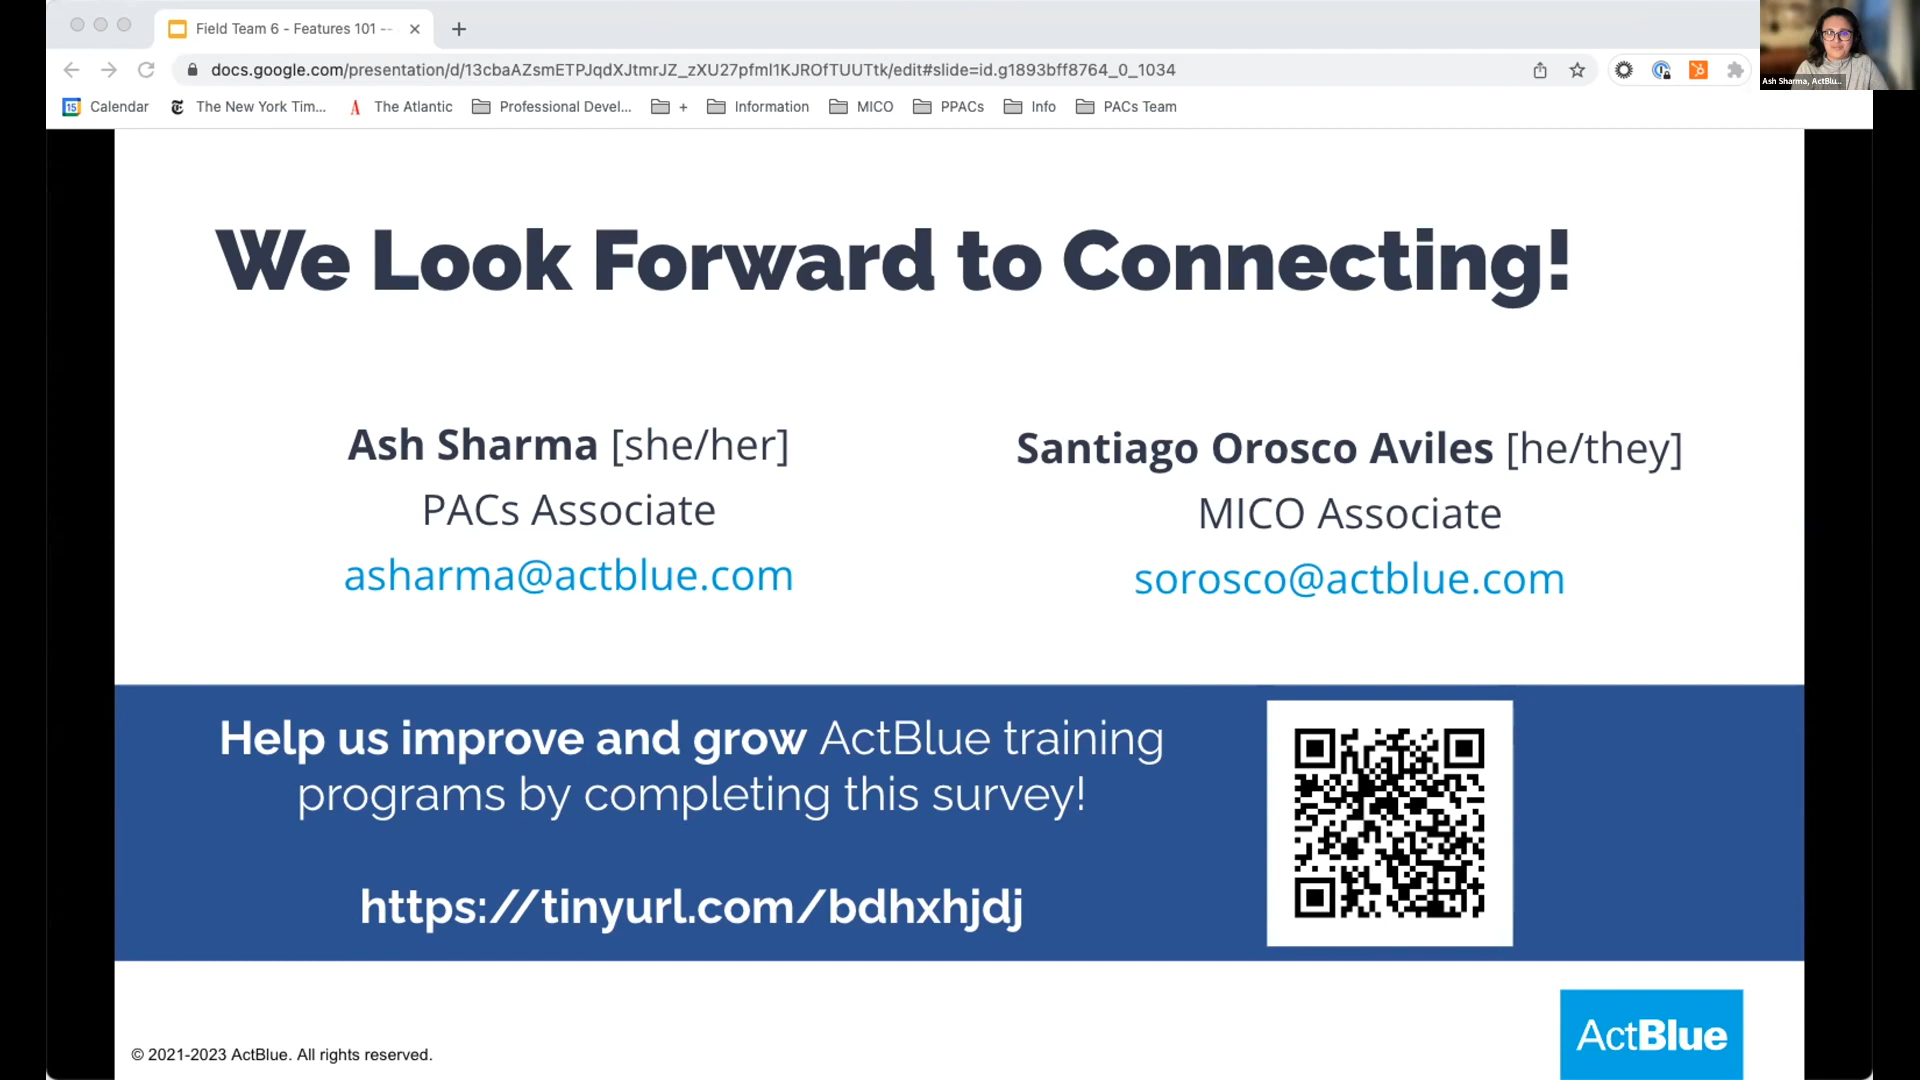 Field Team 6 - Features 101 --
docs.google.com/presentation/d/13cbaAZsmETPJqdXJtmrJZ_zXU27pfml1KJROfTUUTtk/edit#slide=id.g1893bff8764_0_1034
Ash Sharma, ActBlu...
15 Calendar The New York Tim... The Atlantic Professional Devel... + Information MICO PPACs Info PACs Team
We Look Forward to Connecting!
Ash Sharma [she/her]
PACs Associate
asharma@actblue.com
Santiago Orosco Aviles [he/they]
MICO Associate
sorosco@actblue.com
Help us improve and grow ActBlue training
programs by completing this survey!
https://tinyurl.com/bdhxhjdj
© 2021-2023 ActBlue. All rights reserved.
ActBlue